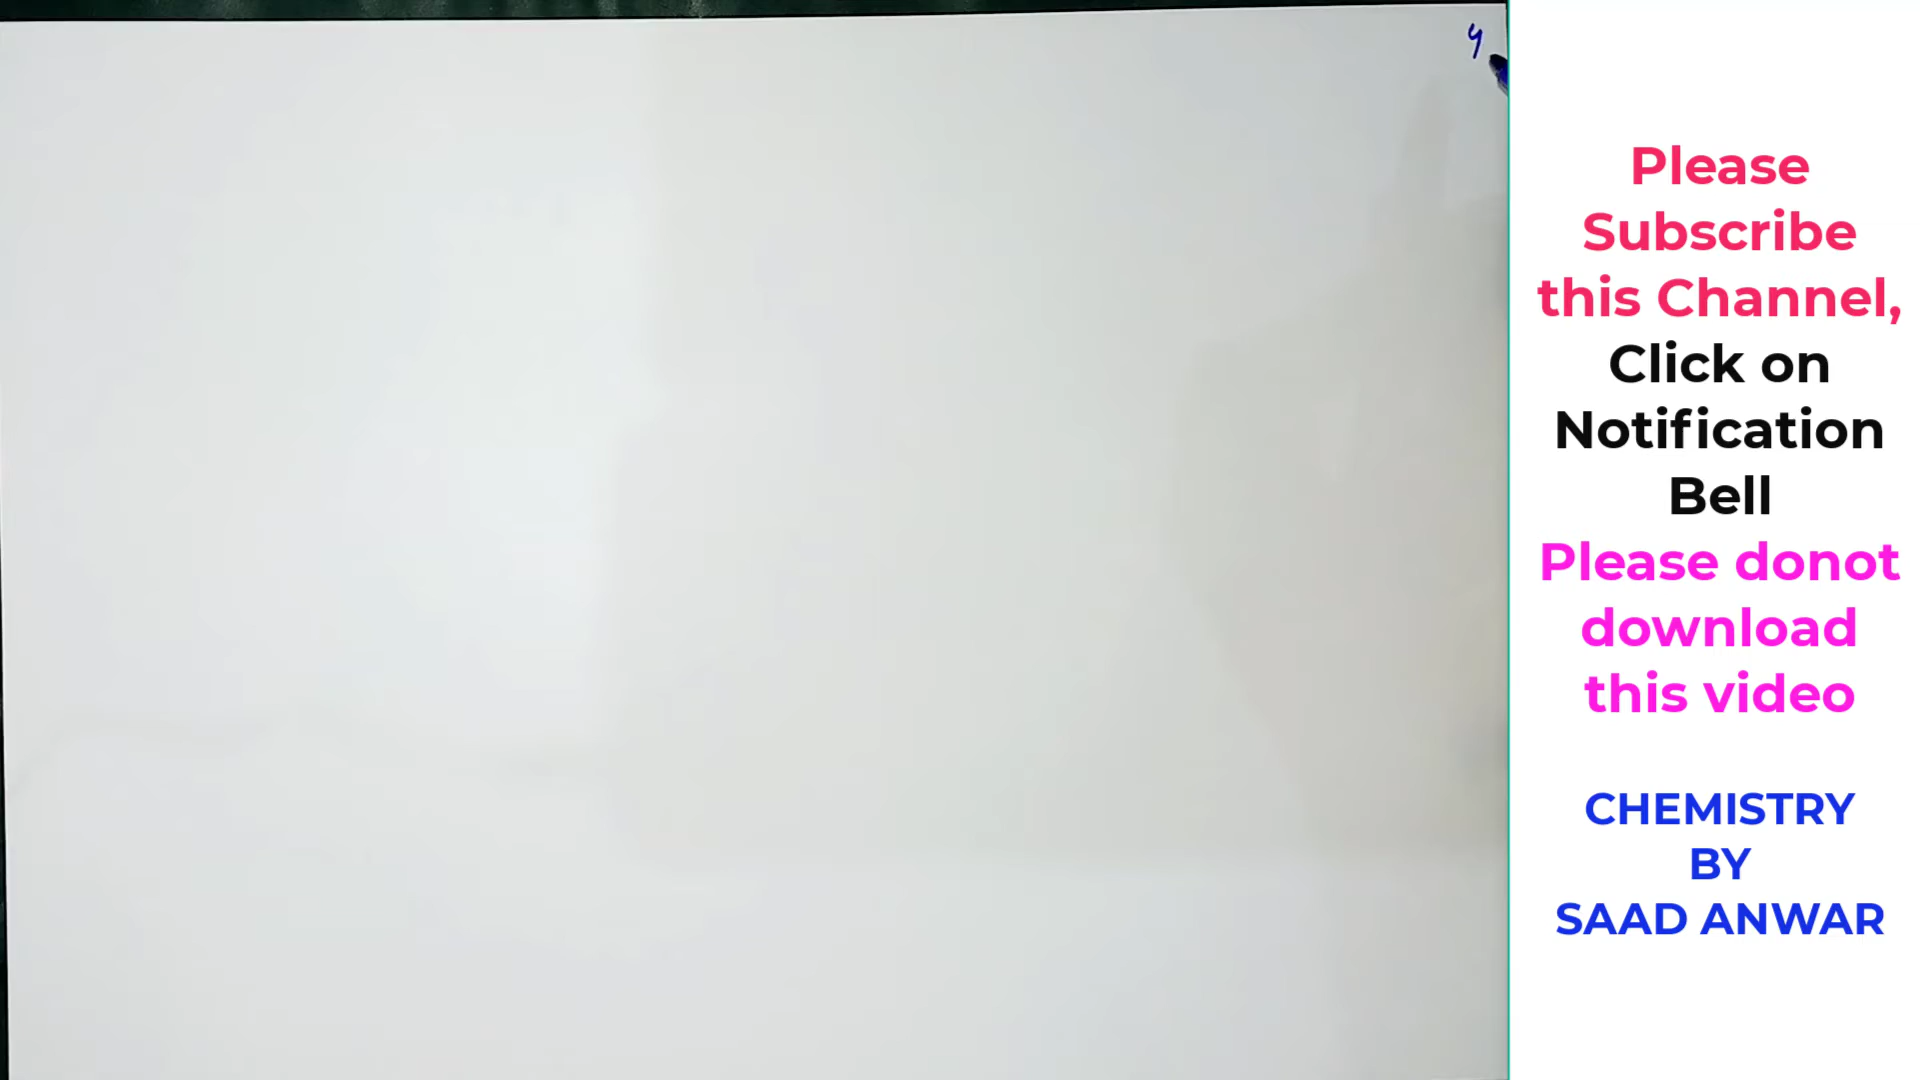 4
Please
Subscribe
this Channel,
Click on
Notification
Bell
Please donot
download
this video
CHEMISTRY
BY
SAAD ANWAR